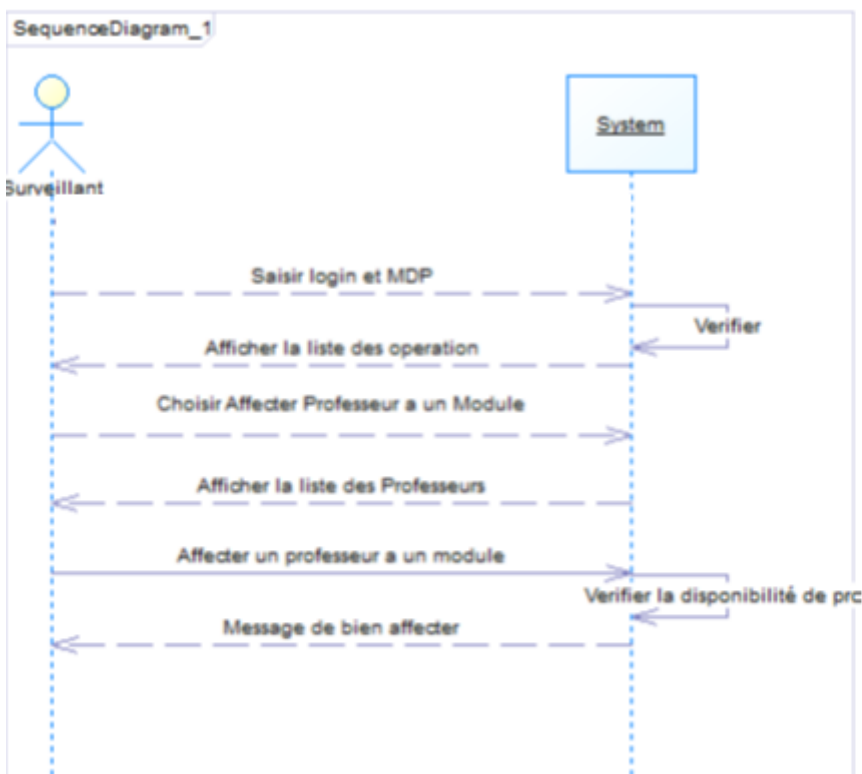 SequenceDiagram_1
System
Surveillant
Saisir login et MDP
Verifier
Afficher la liste des operation
Choisir Affecter Professeur a un Module
Afficher la liste des Professeurs
Affecter un professeur a un module
Verifier la disponibilité de
Message de bien affecter